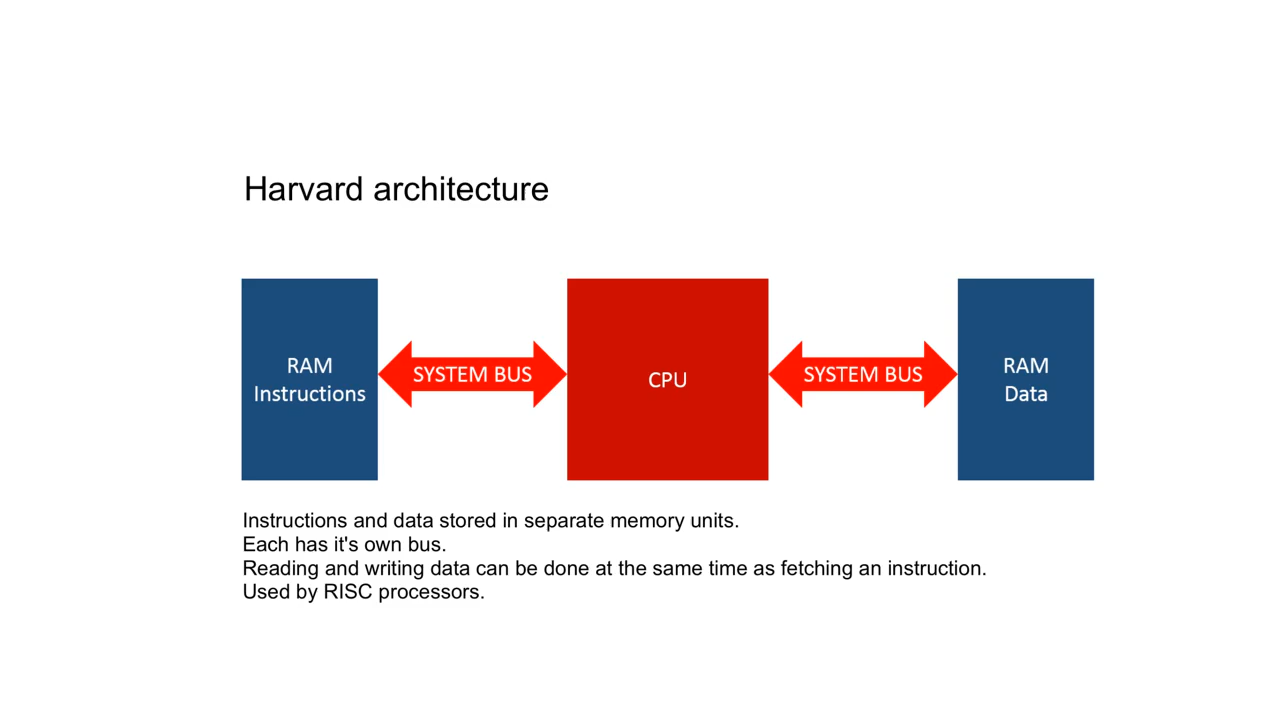 Harvard architecture
RAM
Instructions
SYSTEM BUS
CPU
SYSTEM BUS
RAM
Data
Instructions and data stored in separate memory units.
Each has it's own bus.
Reading and writing data can be done at the same time as fetching an instruction.
Used by RISC processors.